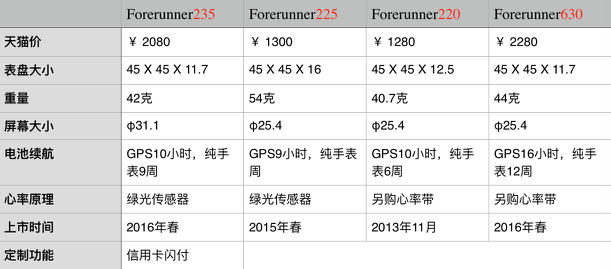 Forerunner235 Forerunner225 Forerunner220 Forerunner630
天猫价 ¥ 2080 ¥ 1300 ¥ 1280 ¥ 2280
表盘大小 45 X 45 X 11.7 45 X 45 X 16 45 X 45 X 12.5 45 X 45 X 11.7
重量 42克 54克 40.7克 44克
屏幕大小 φ31.1 φ25.4 φ25.4 φ25.4
电池续航 GPS10小时，纯手 GPS9小时，纯手表 GPS10小时，纯手 GPS16小时，纯手
表9周 周 表6周 表12周
心率原理 绿光传感器 绿光传感器 另购心率带 另购心率带
上市时间 2016年春 2015年春 2013年11月 2016年春
定制功能 信用卡闪付